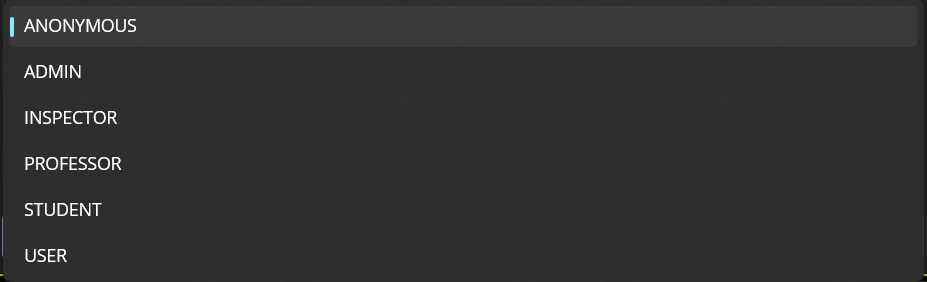 ANONYMOUS
ADMIN
INSPECTOR
PROFESSOR
STUDENT
USER